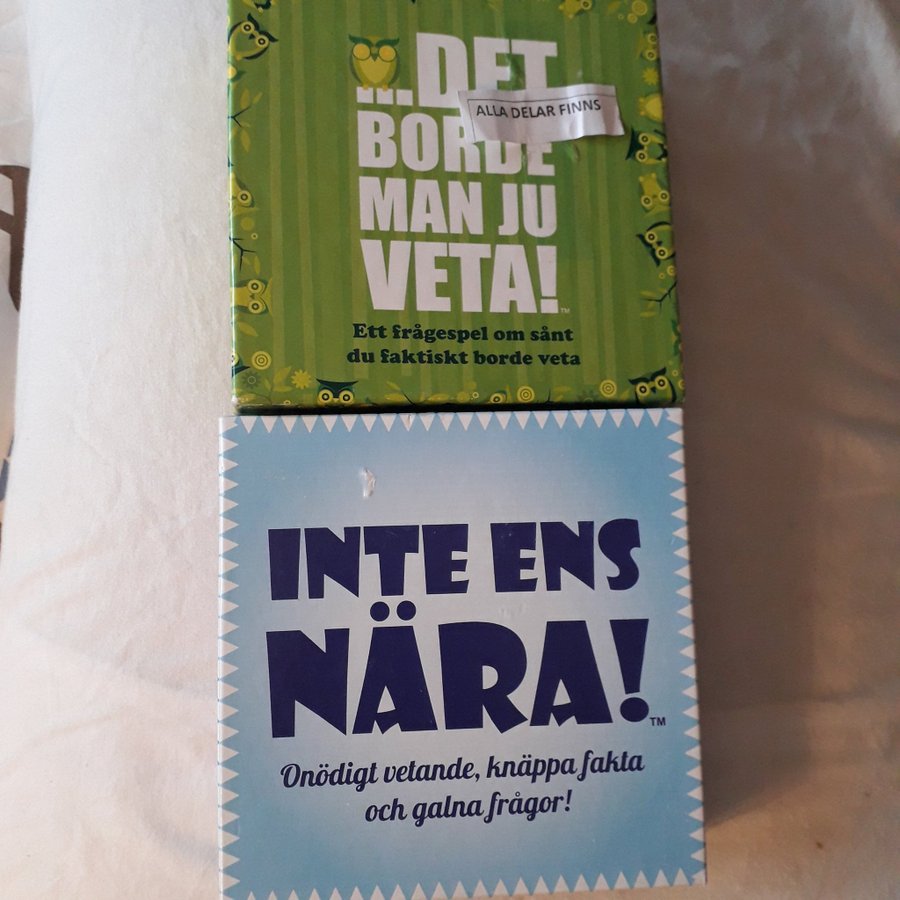 ...DET
ALLA DELAR FINNS
BORDE
MAN JU
VETA!
TM
Ett frågespel om sånt
du faktiskt borde veta
INTE ENS
NÄRA!
TM
Onödigt vetande, knäppa fakta
och galna frågor!